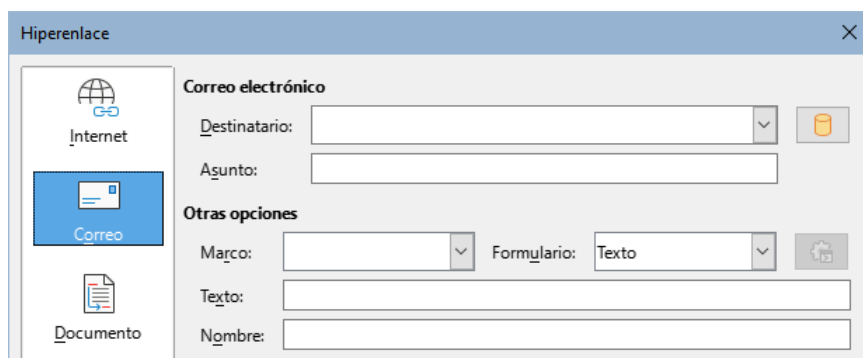 Hiperenlace
Internet
Correo
Documento
Correo electrónico
Destinatario:
Asunto:
Otras opciones
Marco: Formulario: Texto
Texto:
Nombre: